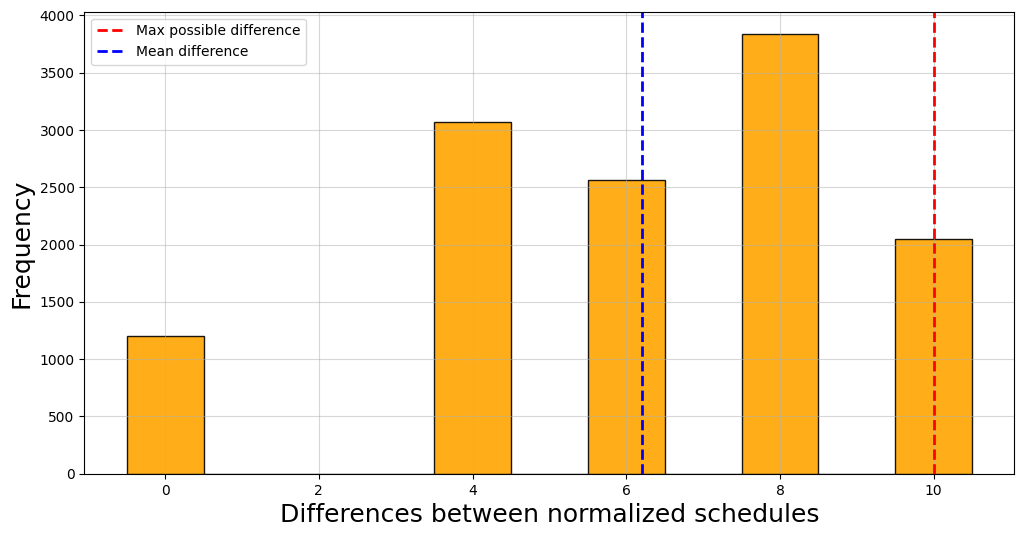 Max possible difference
Mean difference
4000
3500
3000
2500
2000
1500
1000
500
0
Frequency
0 2 4 6 8 10
Differences between normalized schedules